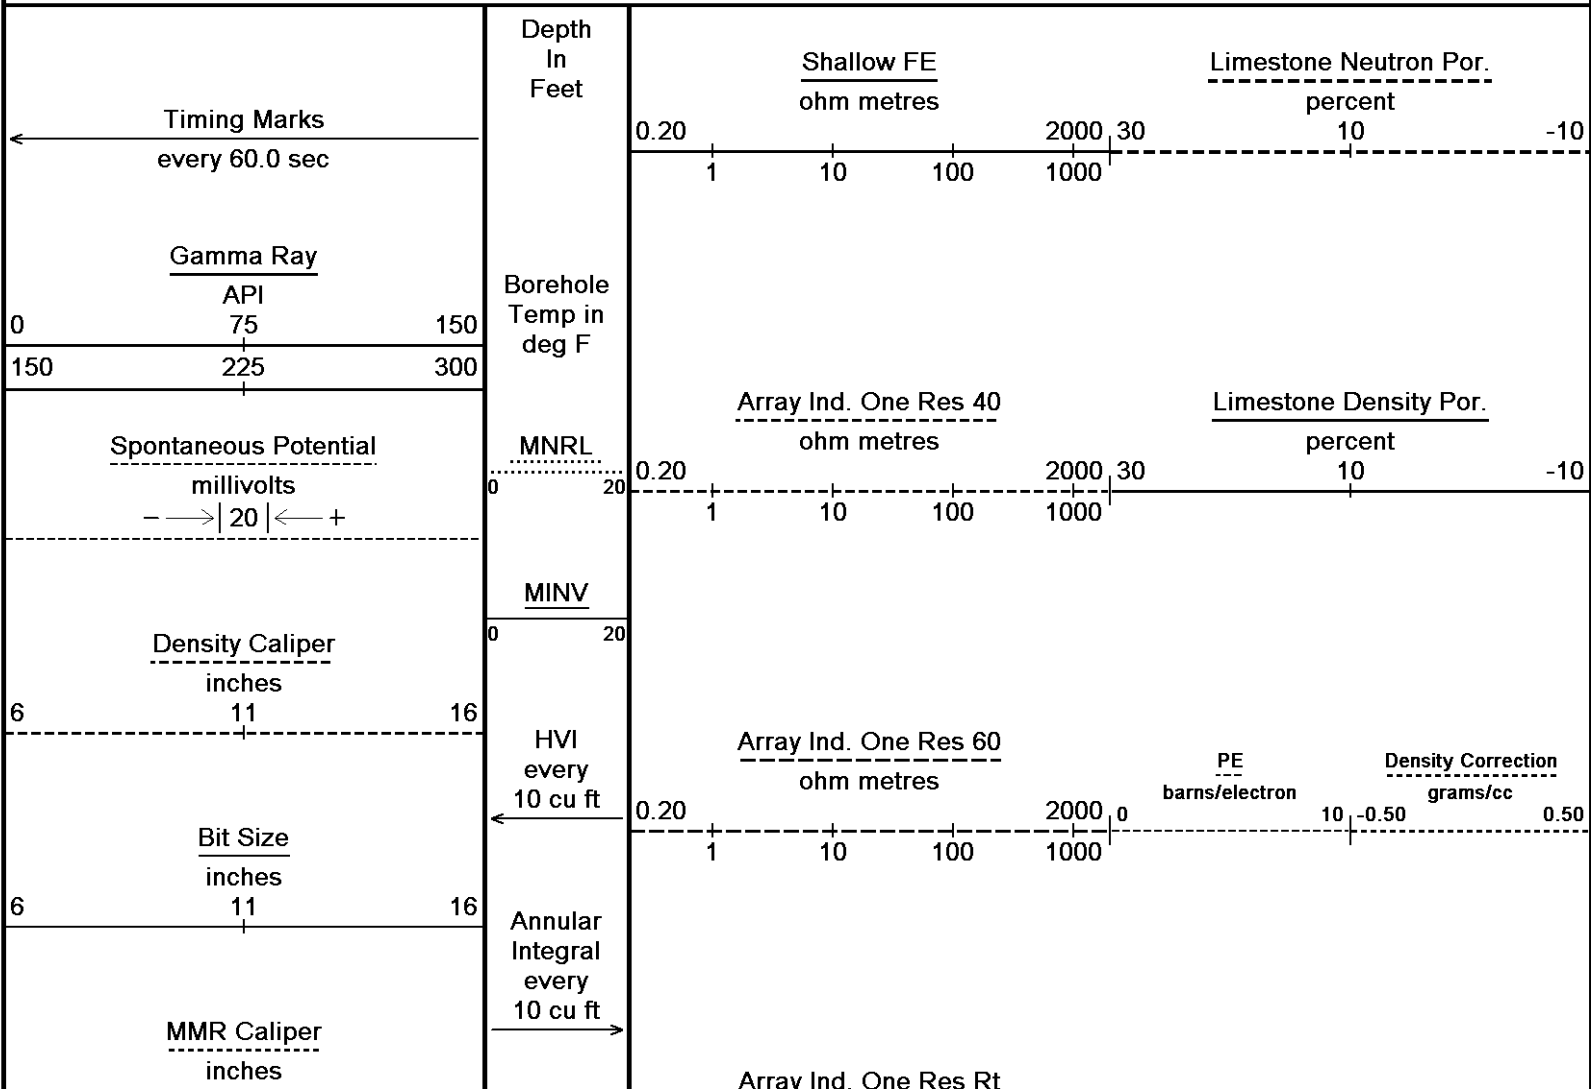 Timing Marks
every 60.0 sec
Gamma Ray
API
0 75 150
150 225 300
Spontaneous Potential
millivolts
− 20 +
Density Caliper
inches
6 11 16
Bit Size
inches
6 11 16
MMR Caliper
inches
Depth
In
Feet
Borehole
Temp in
deg F
MNRL
0 20
MINV
0 20
HVI
every
10 cu ft
Annular
Integral
every
10 cu ft
Shallow FE
ohm metres
0.20 2000
1 10 100 1000
Array Ind. One Res 40
ohm metres
0.20 2000
1 10 100 1000
Array Ind. One Res 60
ohm metres
0.20 2000
1 10 100 1000
Array Ind. One Res Rt
Limestone Neutron Por.
percent
30 10 -10
Limestone Density Por.
percent
30 10 -10
PE
barns/electron
0 10
Density Correction
grams/cc
-0.50 0.50